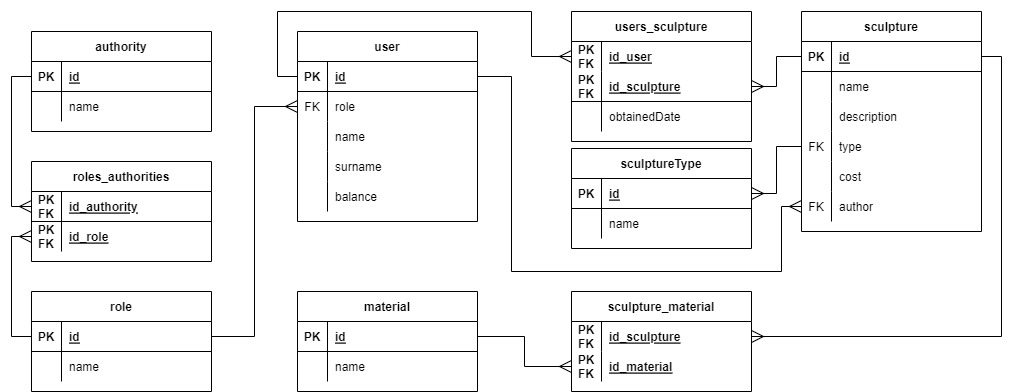 authority
PK id
name
roles_authorities
PK FK id_authority
PK FK id_role
role
PK id
name
user
PK id
FK role
name
surname
balance
material
PK id
name
users_sculpture
PK FK id_user
PK FK id_sculpture
obtainedDate
sculptureType
PK id
name
sculpture_material
PK FK id_sculpture
PK FK id_material
sculpture
PK id
name
description
FK type
cost
FK author